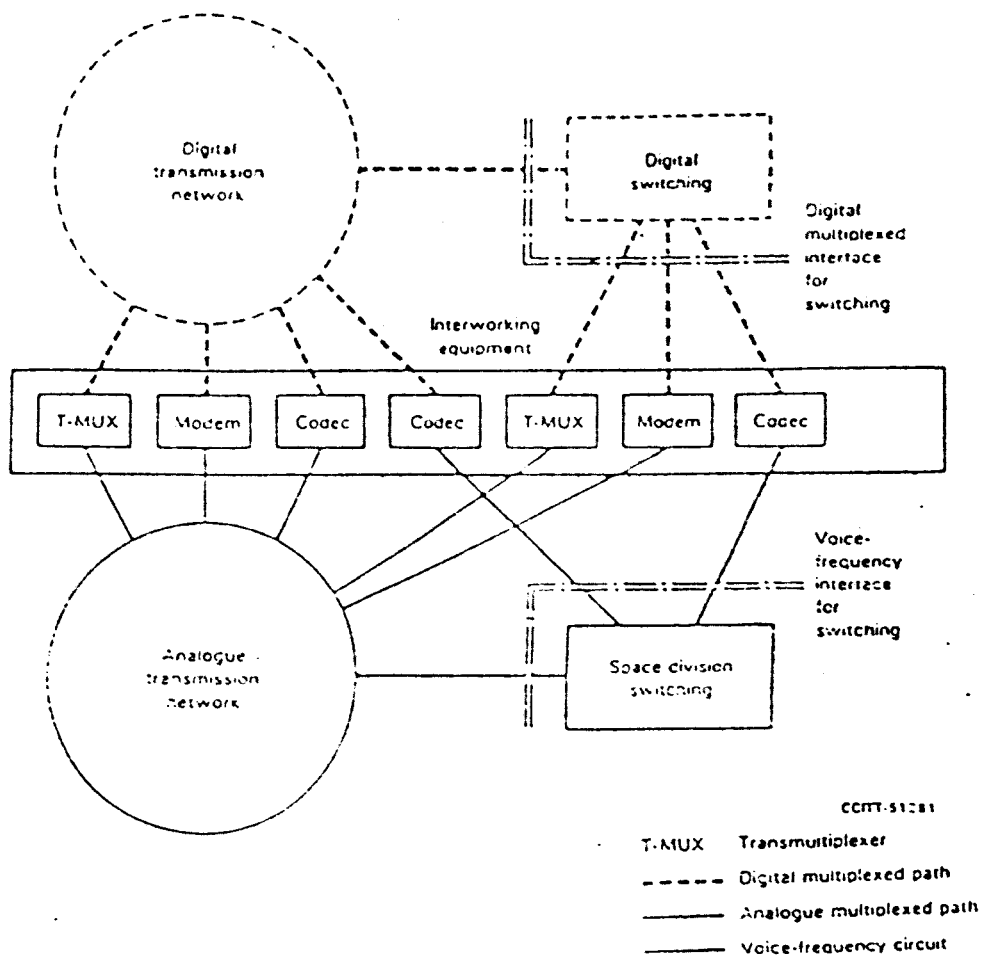 Digital
transmission
network
Digital
switching
Digital
multiplexed
interface
for
switching
Interworking
equipment
T-MUX
Modem
Codec
Codec
T-MUX
Modem
Codec
Voice-
frequency
interface
for
switching
Analogue
transmission
network
Space division
switching
CCITT-51281
T-MUX Transmultiplexer
Digital multiplexed path
Analogue multiplexed path
Voice-frequency circuit